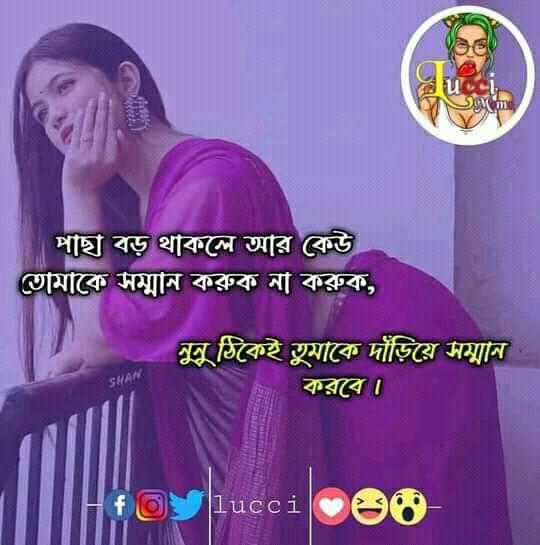 Lucci
Mems
পাছা বড় থাকলে আর কেউ
তোমাকে সম্মান করুক না করুক,
নুনু ঠিকেই তুমাকে দাঁড়িয়ে সম্মান
করবে ।
SHAN
lucci